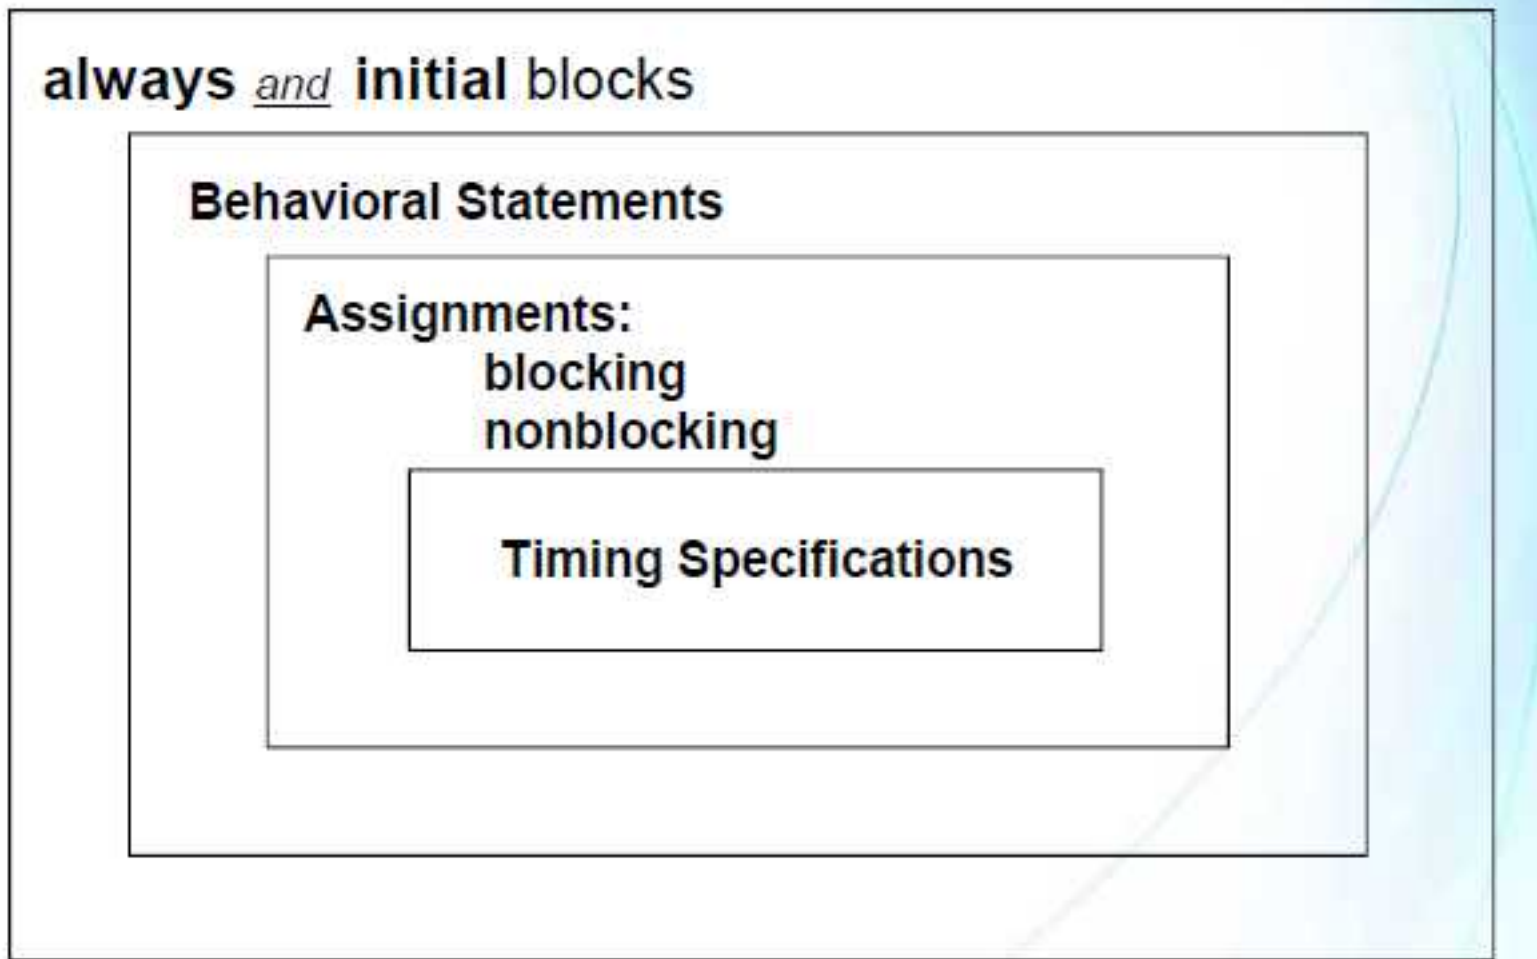 always and initial blocks
Behavioral Statements
Assignments:
blocking
nonblocking
Timing Specifications